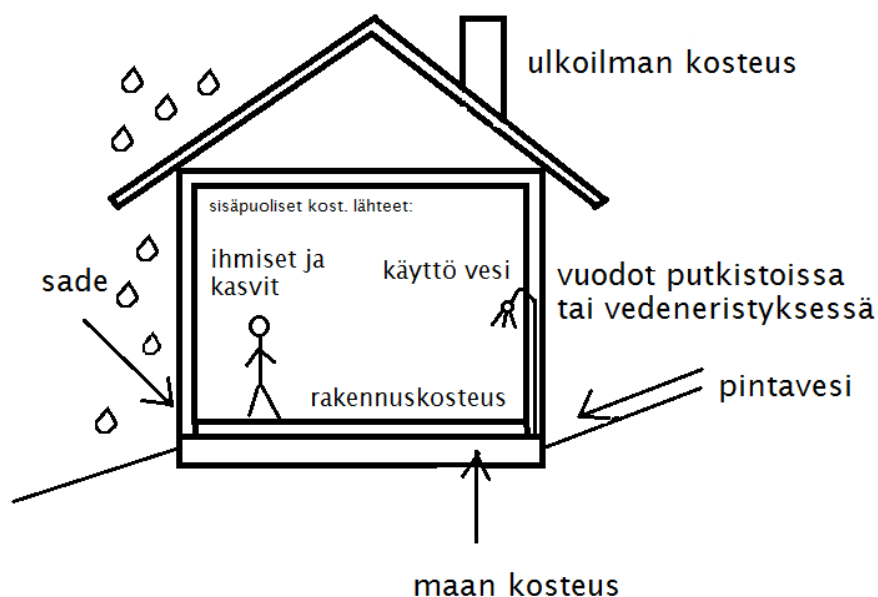 ulkoilman kosteus
sisäpuoliset kost. lähteet:
ihmiset ja
kasvit
käyttö vesi
sade
vuodot putkistoissa
tai vedeneristyksessä
pintavesi
rakennuskosteus
maan kosteus